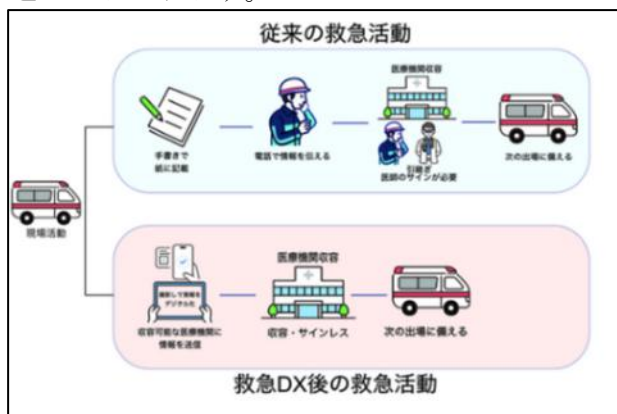 従来の救急活動
医療機関収容
手書きで
紙に記載
電話で情報を伝える
引継ぎ
医師のサインが必要
次の出場に備える
現場活動
医療機関収容
デジタル化
収容可能な医療機関に
情報を送信
収容・サインレス
次の出場に備える
救急DX後の救急活動